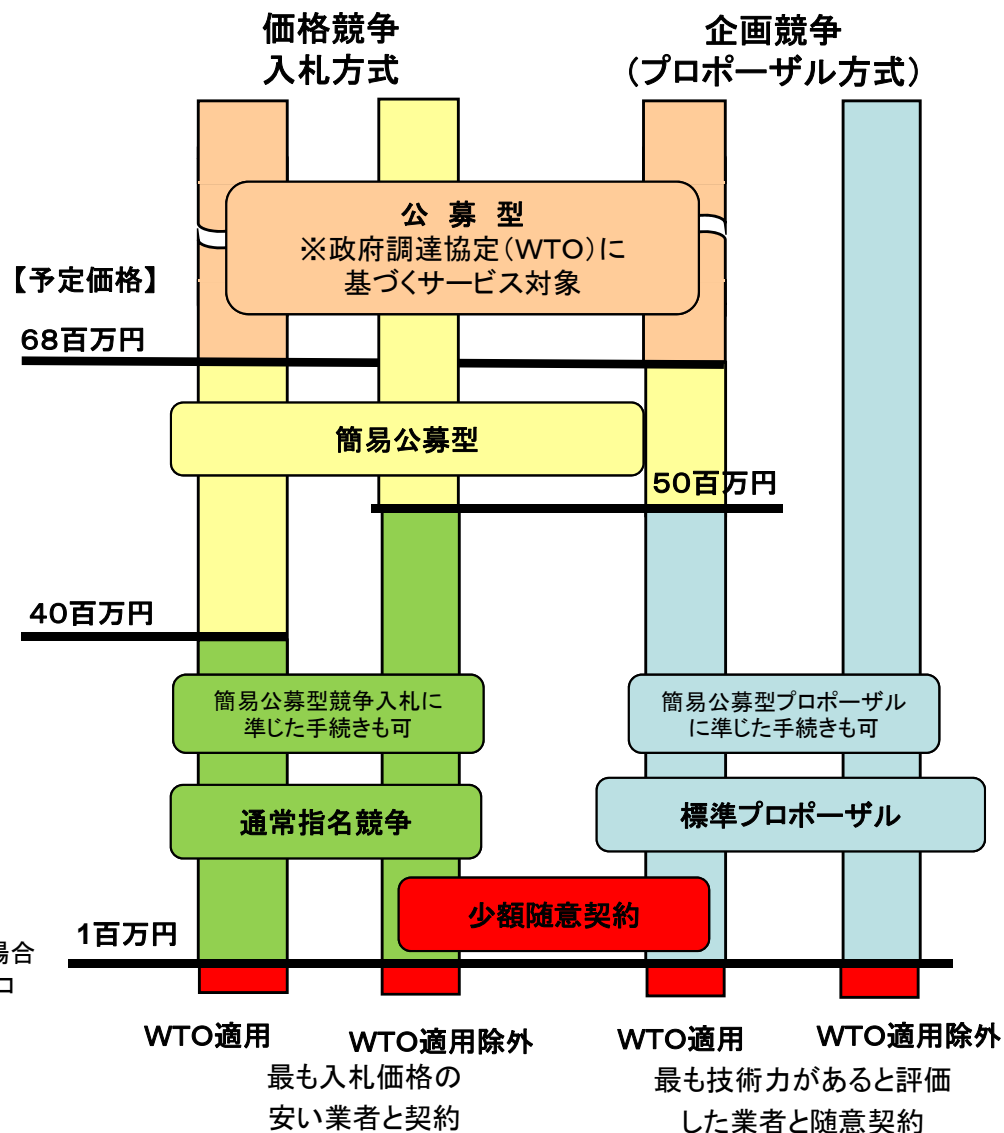 価格競争
入札方式
企画競争
(プロポーザル方式)
公 募 型
※政府調達協定(WTO)に
基づくサービス対象
【予定価格】
68百万円
簡易公募型
50百万円
40百万円
簡易公募型競争入札に
準じた手続きも可
簡易公募型プロポーザル
に準じた手続きも可
通常指名競争
標準プロポーザル
少額随意契約
1百万円
場合
コ
WTO適用
WTO適用除外
WTO適用
WTO適用除外
最も入札価格の
安い業者と契約
最も技術力があると評価
した業者と随意契約